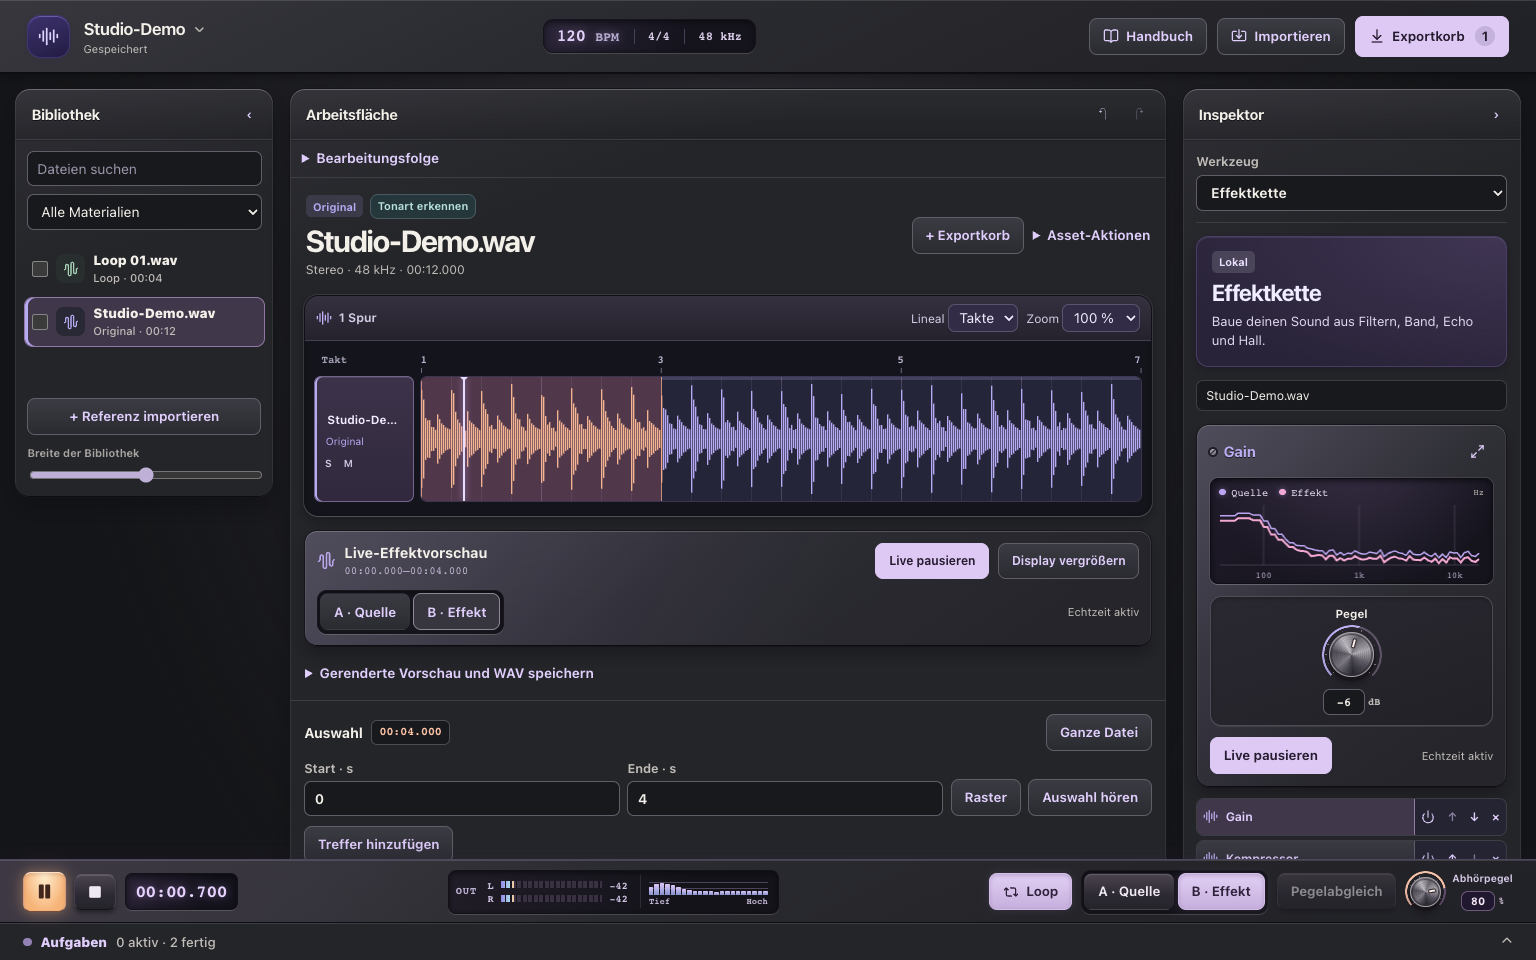 Studio-Demo
Gespeichert
120 BPM 4/4 48 kHz
Handbuch
Importieren
Exportkorb 1
Bibliothek
Dateien suchen
Alle Materialien
Loop 01.wav
Loop · 00:04
Studio-Demo.wav
Original · 00:12
+ Referenz importieren
Breite der Bibliothek
Arbeitsfläche
Bearbeitungsfolge
Original Tonart erkennen
Studio-Demo.wav
Stereo · 48 kHz · 00:12.000
+ Exportkorb
Asset-Aktionen
1 Spur
Lineal Takte Zoom 100 %
Takt 1 3 5 7
Studio-De...
Original
S M
Live-Effektvorschau
00:00.000–00:04.000
Live pausieren
Display vergrößern
A · Quelle B · Effekt
Echtzeit aktiv
Gerenderte Vorschau und WAV speichern
Auswahl 00:04.000
Ganze Datei
Start · s
Ende · s
0
4
Raster
Auswahl hören
Treffer hinzufügen
Inspektor
Werkzeug
Effektkette
Lokal
Effektkette
Baue deinen Sound aus Filtern, Band, Echo
und Hall.
Studio-Demo.wav
Gain
Quelle Effekt Hz
100 1k 10k
Pegel
−6 dB
Live pausieren
Echtzeit aktiv
Gain
Kompressor
00:00.700
OUT L −42
R −42
Tief Hoch
Loop
A · Quelle B · Effekt
Pegelabgleich
Abhörpegel
80 %
Aufgaben 0 aktiv · 2 fertig